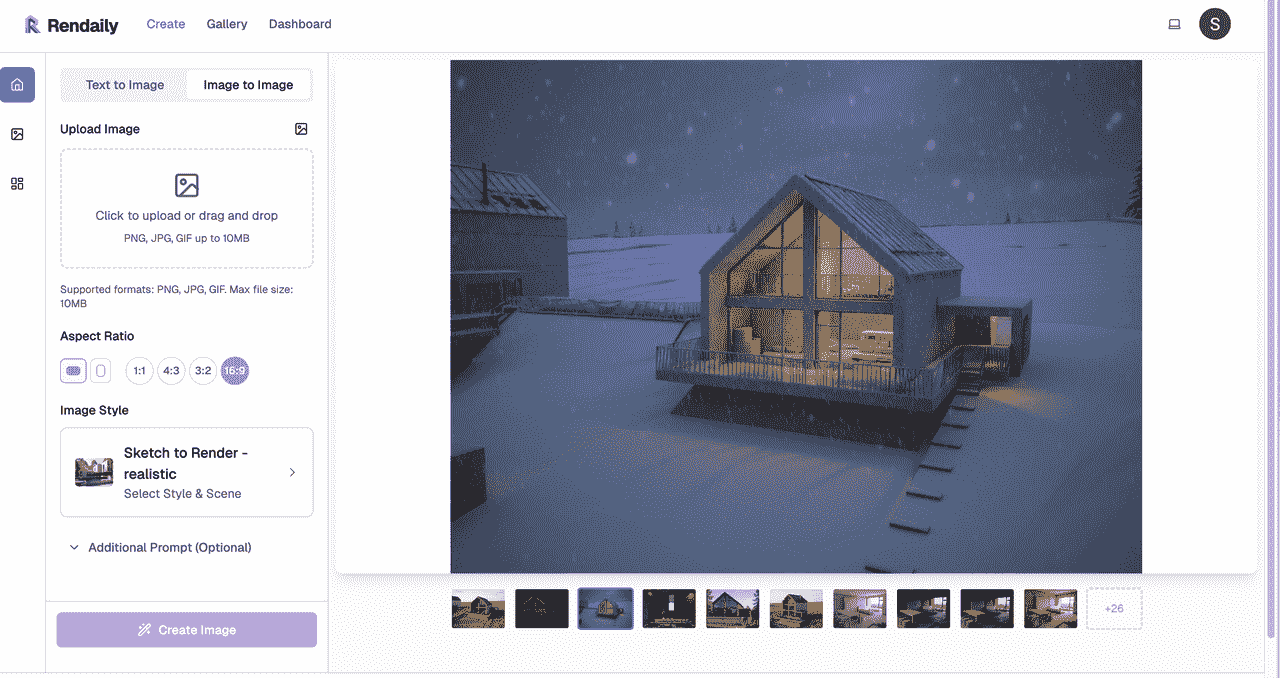 Rendaily
Create
Gallery
Dashboard
S
Text to Image
Image to Image
Upload Image
Click to upload or drag and drop
PNG, JPG, GIF up to 10MB
Supported formats: PNG, JPG, GIF. Max file size:
10MB
Aspect Ratio
1:1
4:3
3:2
16:9
Image Style
Sketch to Render -
realistic
Select Style & Scene
Additional Prompt (Optional)
Create Image
+26